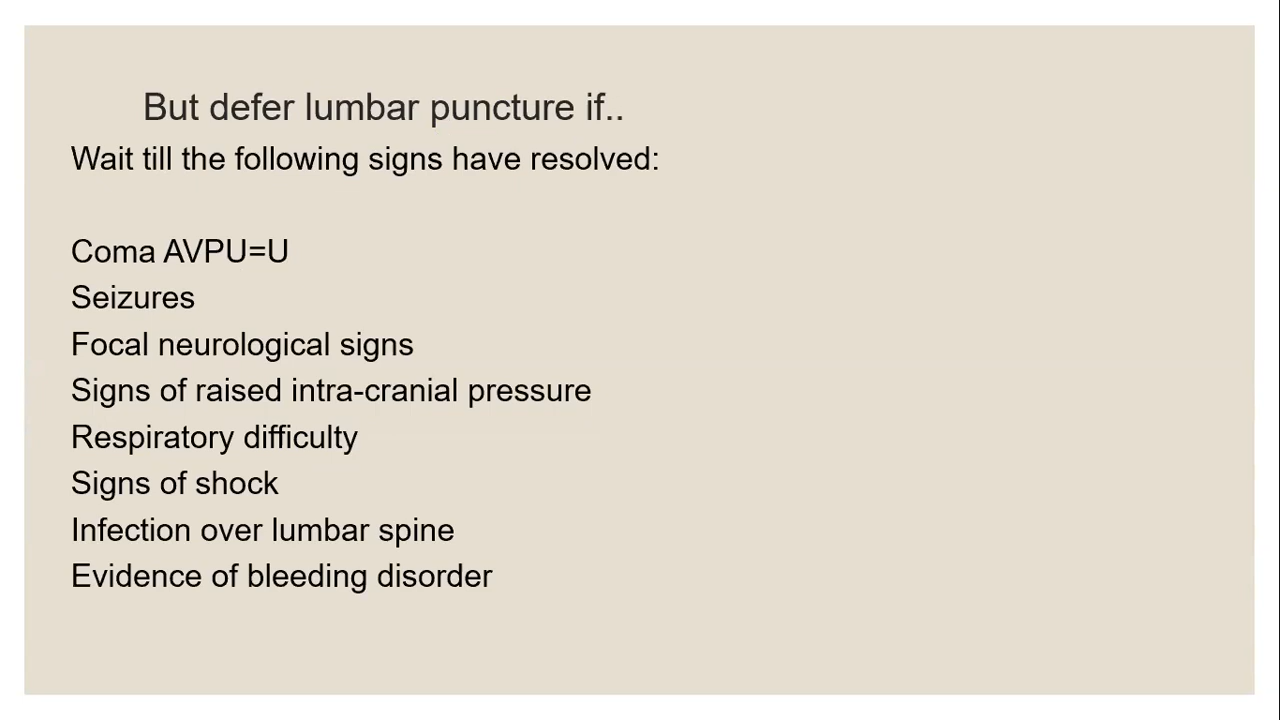 But defer lumbar puncture if..
Wait till the following signs have resolved:
Coma AVPU=U
Seizures
Focal neurological signs
Signs of raised intra-cranial pressure
Respiratory difficulty
Signs of shock
Infection over lumbar spine
Evidence of bleeding disorder